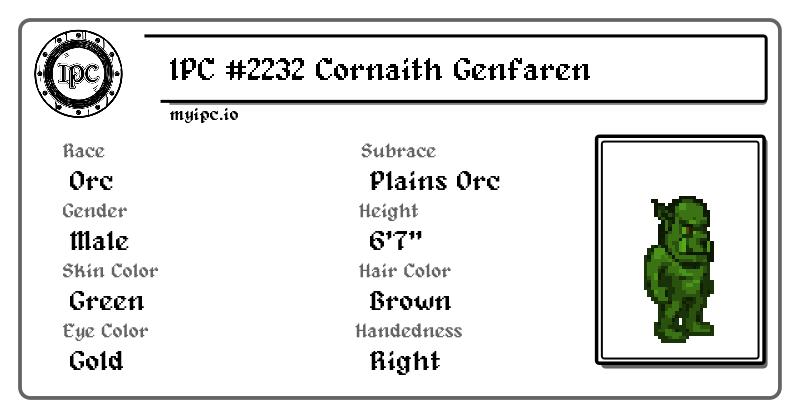 IPC
IPC #2232 Cornaith Genfaren
myipc.io
Race
Orc
Subrace
Plains Orc
Gender
Male
Height
6'7"
Skin Color
Green
Hair Color
Brown
Eye Color
Gold
Handedness
Right